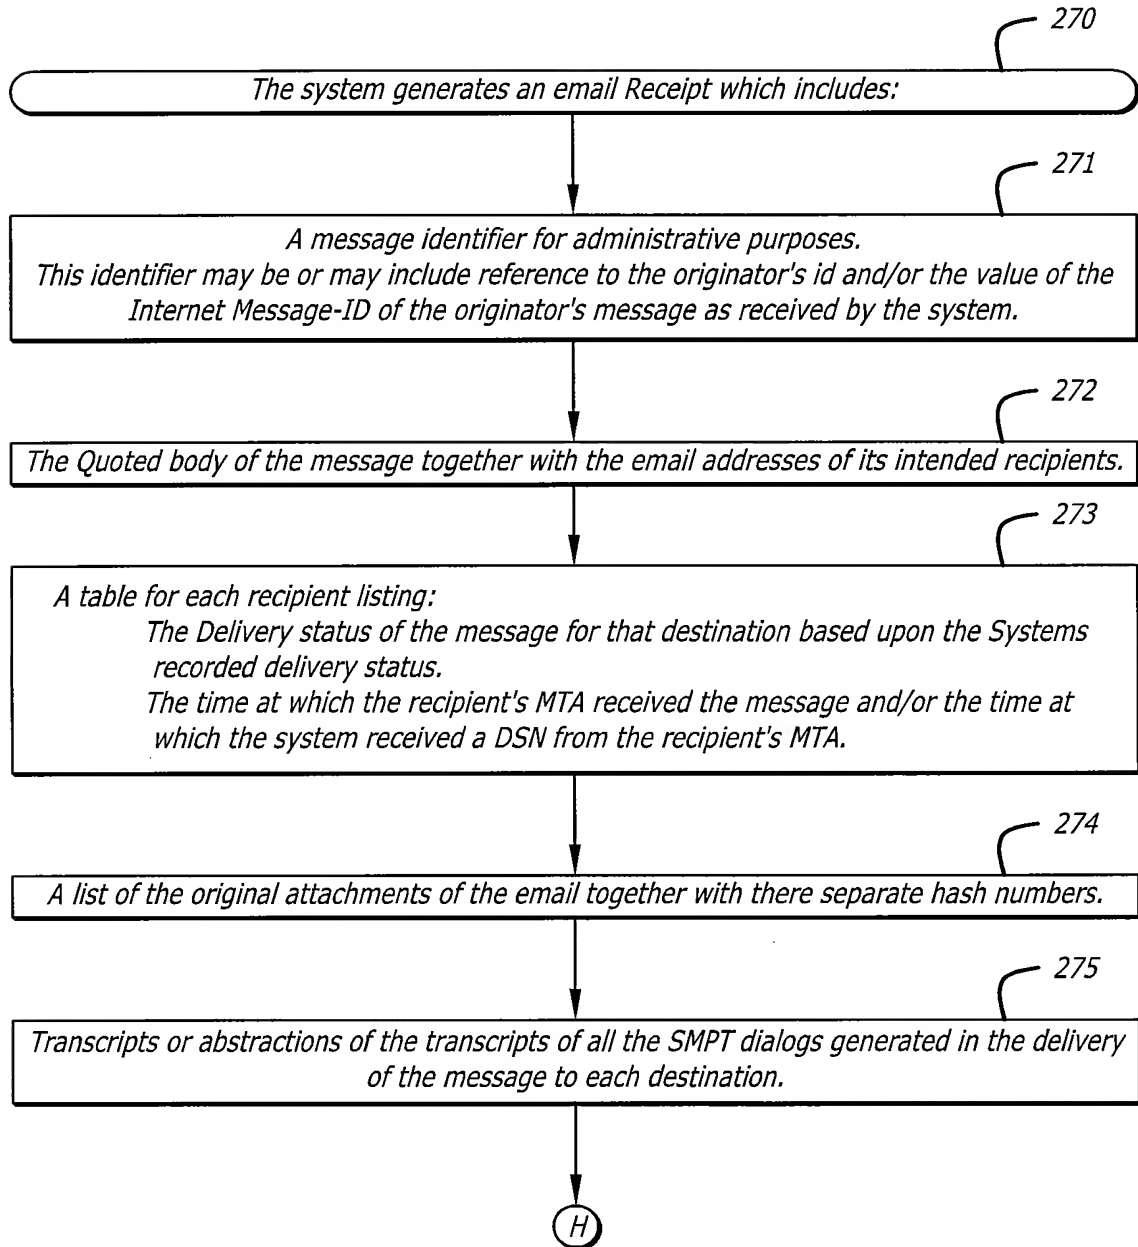 270
The system generates an email Receipt which includes:
271
A message identifier for administrative purposes.
This identifier may be or may include reference to the originator's id and/or the value of the
Internet Message-ID of the originator's message as received by the system.
272
The Quoted body of the message together with the email addresses of its intended recipients.
273
A table for each recipient listing:
The Delivery status of the message for that destination based upon the Systems
recorded delivery status.
The time at which the recipient's MTA received the message and/or the time at
which the system received a DSN from the recipient's MTA.
274
A list of the original attachments of the email together with there separate hash numbers.
275
Transcripts or abstractions of the transcripts of all the SMPT dialogs generated in the delivery
of the message to each destination.
H